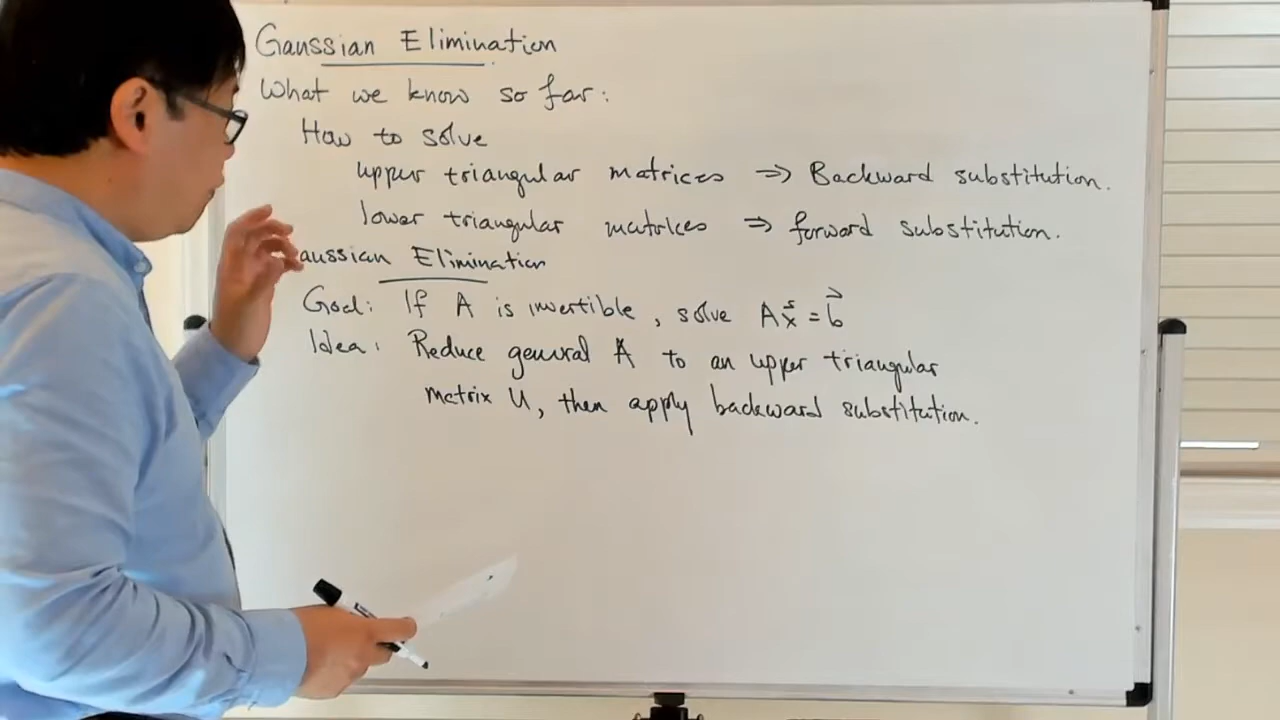 Gaussian Elimination
What we know so far:
How to solve
upper triangular matrices ⇒ Backward substitution.
lower triangular matrices ⇒ forward substitution.
aussian Elimination
Goal: If A is invertible, solve Ax⃗ = b⃗
Idea: Reduce general A to an upper triangular
matrix U, then apply backward substitution.